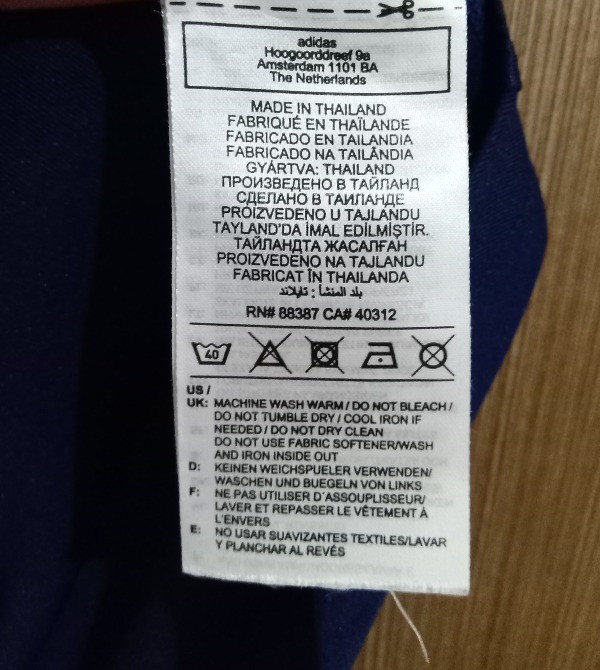 adidas
Hoogoorddreef 9a
Amsterdam 1101 BA
The Netherlands
MADE IN THAILAND
FABRIQUÉ EN THAÏLANDE
FABRICADO EN TAILANDIA
FABRICADO NA TAILÂNDIA
GYÁRTVA: THAILAND
ПРОИЗВЕДЕНО В ТАЙЛАНД
СДЕЛАНО В ТАИЛАНДЕ
PROIZVEDENO U TAJLANDU
TAYLAND'DA İMAL EDİLMİŞTİR.
ТАЙЛАНДТА ЖАСАЛҒАН
PROIZVEDENO NA TAJLANDU
FABRICAT ÎN THAILANDA
بلد المنشأ : تايلاند
RN# 88387 CA# 40312
40
US /
UK: MACHINE WASH WARM / DO NOT BLEACH /
DO NOT TUMBLE DRY / COOL IRON IF
NEEDED / DO NOT DRY CLEAN
DO NOT USE FABRIC SOFTENER/WASH
AND IRON INSIDE OUT
D: KEINEN WEICHSPUELER VERWENDEN/
WASCHEN UND BUEGELN VON LINKS
F: NE PAS UTILISER D'ASSOUPLISSEUR/
LAVER ET REPASSER LE VÊTEMENT À
L'ENVERS
E: NO USAR SUAVIZANTES TEXTILES/LAVAR
Y PLANCHAR AL REVÉS